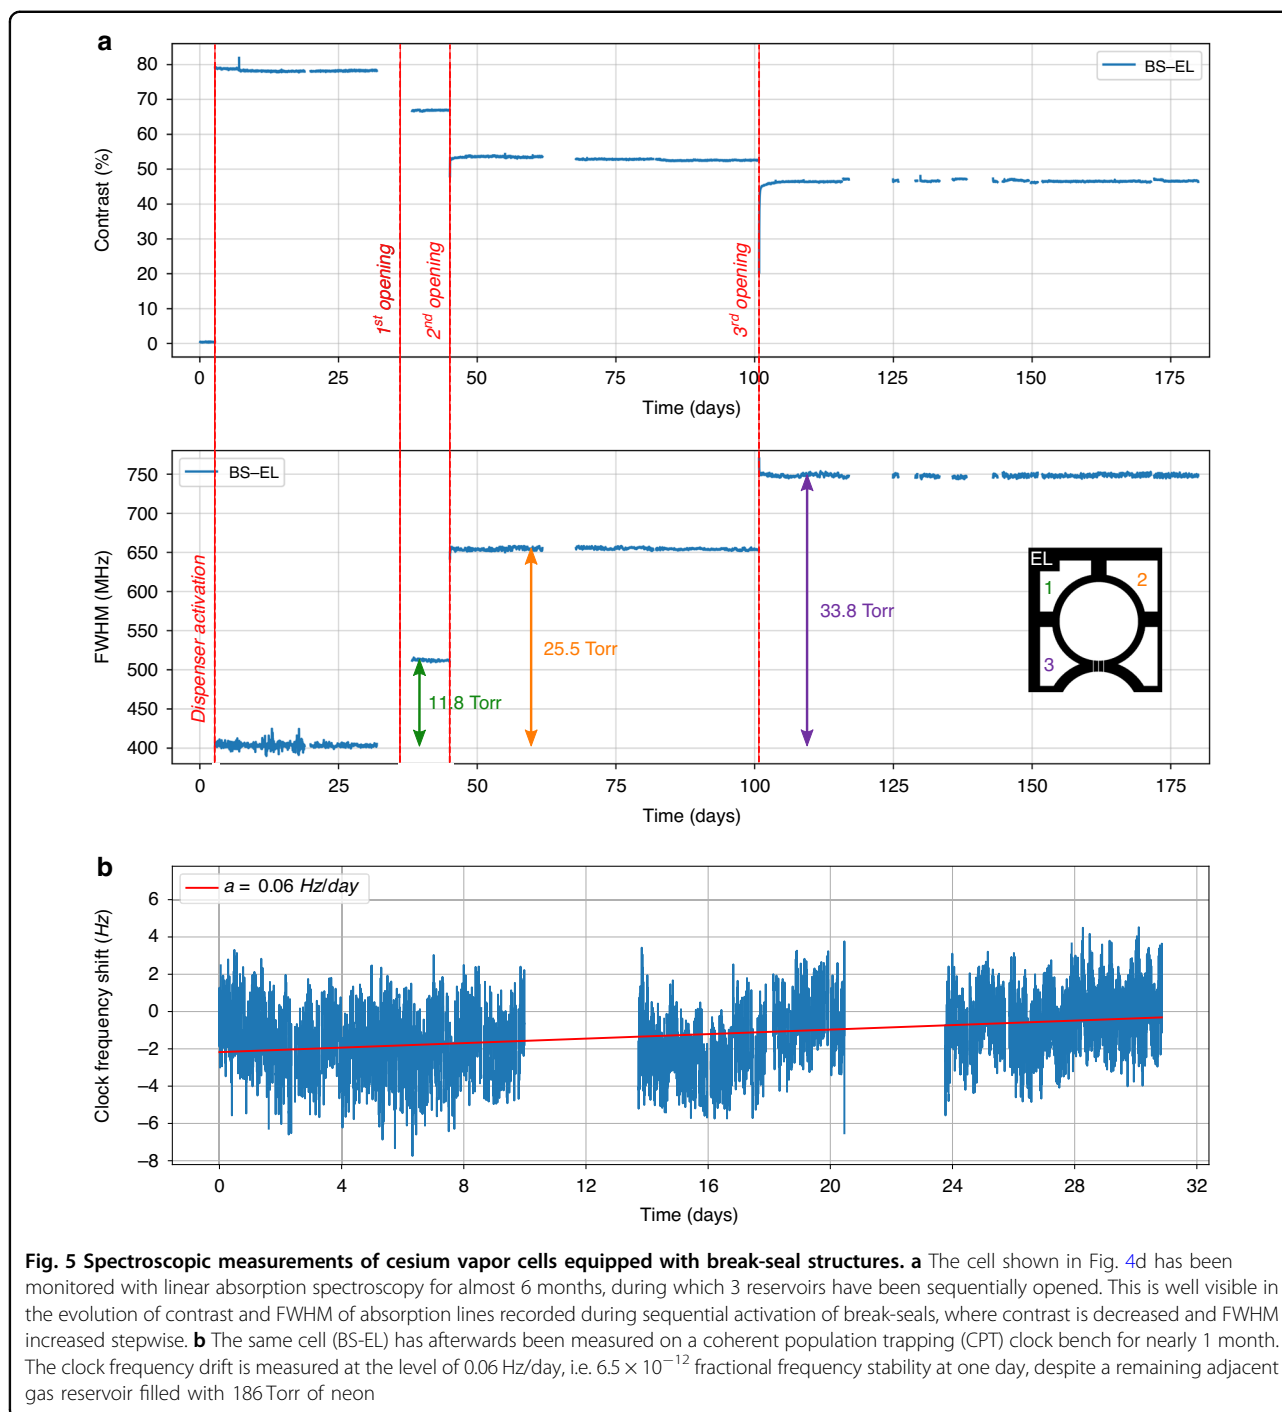 a
80
70
60
50
40
30
20
10
0
Contrast (%)
BS–EL
1st opening
2nd opening
3rd opening
0 25 50 75 100 125 150 175
Time (days)
750
700
650
600
550
500
450
400
FWHM (MHz)
BS–EL
Dispenser activation
11.8 Torr
25.5 Torr
33.8 Torr
EL
1 2
3
0 25 50 75 100 125 150 175
Time (days)
b
6
4
2
0
–2
–4
–6
–8
Clock frequency shift (Hz)
a = 0.06 Hz/day
0 4 8 12 16 20 24 28 32
Time (days)
Fig. 5 Spectroscopic measurements of cesium vapor cells equipped with break-seal structures. a The cell shown in Fig. 4d has been
monitored with linear absorption spectroscopy for almost 6 months, during which 3 reservoirs have been sequentially opened. This is well visible in
the evolution of contrast and FWHM of absorption lines recorded during sequential activation of break-seals, where contrast is decreased and FWHM
increased stepwise. b The same cell (BS-EL) has afterwards been measured on a coherent population trapping (CPT) clock bench for nearly 1 month.
The clock frequency drift is measured at the level of 0.06 Hz/day, i.e. 6.5 × 10−12 fractional frequency stability at one day, despite a remaining adjacent
gas reservoir filled with 186 Torr of neon